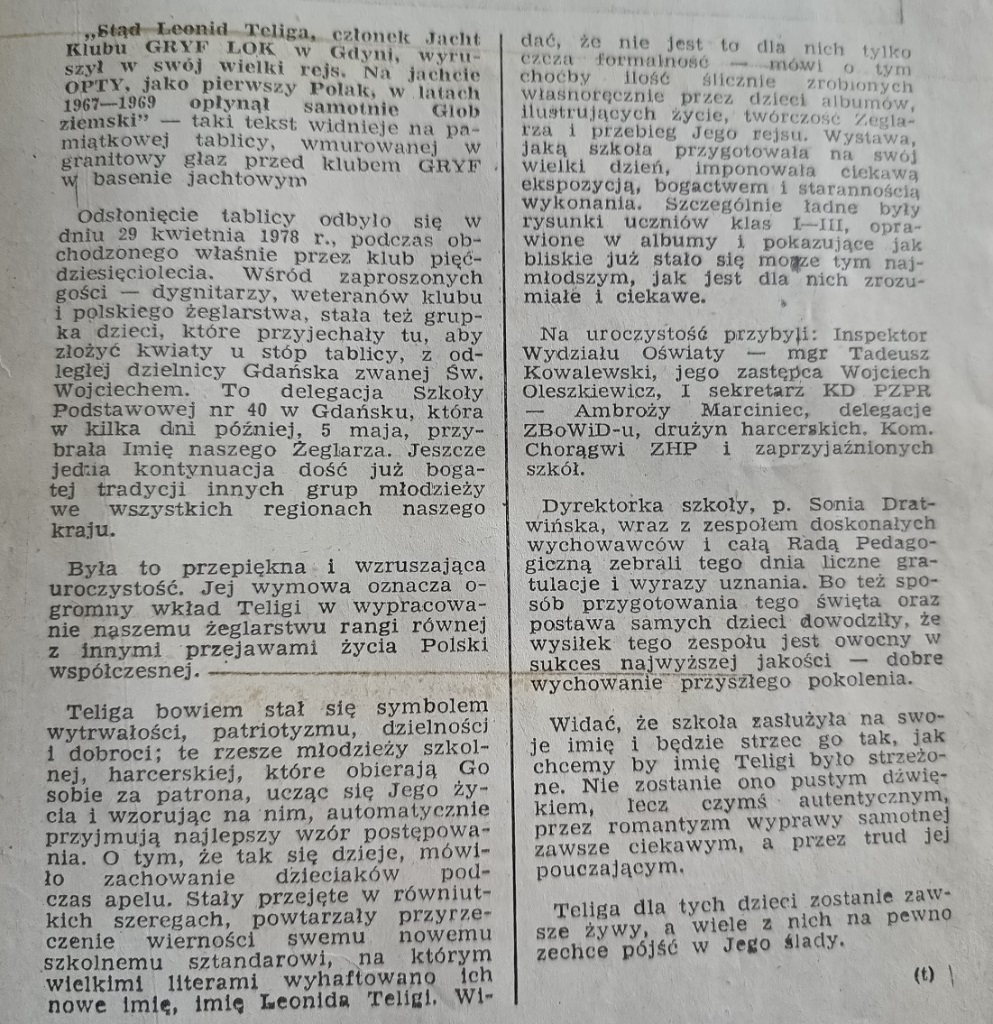 „Stąd Leonid Teliga, członek Jacht
Klubu GRYF LOK w Gdyni, wyru-
szył w swój wielki rejs. Na jachcie
OPTY, jako pierwszy Polak, w latach
1967—1969 opłynął samotnie Glob
ziemski” — taki tekst widnieje na pa-
miątkowej tablicy, wmurowanej w
granitowy głaz przed klubem GRYF
w basenie jachtowym
Odsłonięcie tablicy odbyło się w
dniu 29 kwietnia 1978 r., podczas ob-
chodzonego właśnie przez klub pięć-
dziesięciolecia. Wśród zaproszonych
gości — dygnitarzy, weteranów klubu
i polskiego żeglarstwa, stała też grup-
ka dzieci, które przyjechały tu, aby
złożyć kwiaty u stóp tablicy, z od-
ległej dzielnicy Gdańska zwanej Św.
Wojciechem. To delegacja Szkoły
Podstawowej nr 40 w Gdańsku, która
w kilka dni później, 5 maja, przy-
brała Imię naszego Żeglarza. Jeszcze
jedna kontynuacja dość już boga-
tej tradycji innych grup młodzieży
we wszystkich regionach naszego
kraju.
Była to przepiękna i wzruszająca
uroczystość. Jej wymowa oznacza o-
gromny wkład Teligi w wypracowa-
nie naszemu żeglarstwu rangi równej
z innymi przejawami życia Polski
współczesnej.
Teliga bowiem stał się symbolem
wytrwałości, patriotyzmu, dzielności
i dobroci; te rzesze młodzieży szkol-
nej, harcerskiej, które obierają Go
sobie za patrona, ucząc się Jego ży-
cia i wzorując na nim, automatycznie
przyjmują najlepszy wzór postępowa-
nia. O tym, że tak się dzieje, mówi-
ło zachowanie dzieciaków pod-
czas apelu. Stały przejęte w równiut-
kich szeregach, powtarzały przyrze-
czenie wierności swemu nowemu
szkolnemu sztandarowi, na którym
wielkimi literami wyhaftowano ich
nowe imię, imię Leonida Teligi. Wi-
dać, że nie jest to dla nich tylko
czcza formalność — mówi o tym
choćby ilość ślicznie zrobionych
własnoręcznie przez dzieci albumów,
ilustrujących życie, twórczość Żegla-
rza i przebieg Jego rejsu. Wystawa,
jaką szkoła przygotowała na swój
wielki dzień, imponowała ciekawą
ekspozycją, bogactwem i starannością
wykonania. Szczególnie ładne były
rysunki uczniów klas I—III, opra-
wione w albumy i pokazujące jak
bliskie już stało się morze tym naj-
młodszym, jak jest dla nich zrozu-
miałe i ciekawe.
Na uroczystość przybyli: Inspektor
Wydziału Oświaty — mgr Tadeusz
Kowalewski, jego zastępca Wojciech
Oleszkiewicz, I sekretarz KD PZPR
— Ambroży Marciniec, delegacje
ZBoWiD-u, drużyn harcerskich. Kom.
Chorągwi ZHP i zaprzyjaźnionych
szkół.
Dyrektorka szkoły, p. Sonia Drat-
wińska, wraz z zespołem doskonałych
wychowawców i całą Radą Pedago-
giczną zebrali tego dnia liczne gra-
tulacje i wyrazy uznania. Bo też spo-
sób przygotowania tego święta oraz
postawa samych dzieci dowodziły, że
wysiłek tego zespołu jest owocny w
sukces najwyższej jakości — dobre
wychowanie przyszłego pokolenia.
Widać, że szkoła zasłużyła na swo-
je imię i będzie strzec go tak, jak
chcemy by imię Teligi było strzeżo-
ne. Nie zostanie ono pustym dźwię-
kiem, lecz czymś autentycznym,
przez romantyzm wyprawy samotnej
zawsze ciekawym, a przez trud jej
pouczającym.
Teliga dla tych dzieci zostanie zaw-
sze żywy, a wiele z nich na pewno
zechce pójść w Jego ślady.
(t)